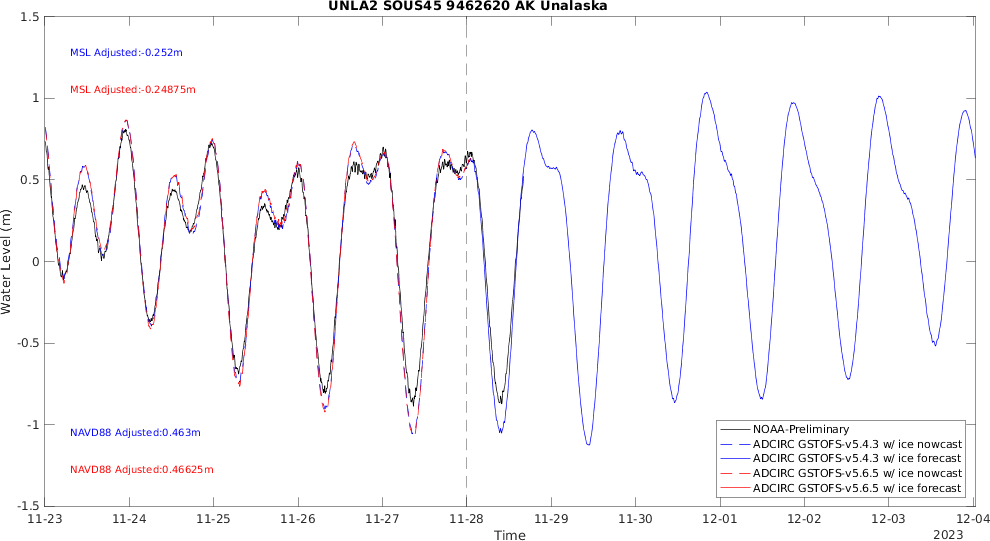 UNLA2 SOUS45 9462620 AK Unalaska
1.5
MSL Adjusted:-0.252m
MSL Adjusted:-0.24875m
1
0.5
0
-0.5
-1
-1.5
Water Level (m)
NAVD88 Adjusted:0.463m
NAVD88 Adjusted:0.46625m
NOAA-Preliminary
ADCIRC GSTOFS-v5.4.3 w/ ice nowcast
ADCIRC GSTOFS-v5.4.3 w/ ice forecast
ADCIRC GSTOFS-v5.6.5 w/ ice nowcast
ADCIRC GSTOFS-v5.6.5 w/ ice forecast
11-23 11-24 11-25 11-26 11-27 11-28 11-29 11-30 12-01 12-02 12-03 12-04
Time
2023